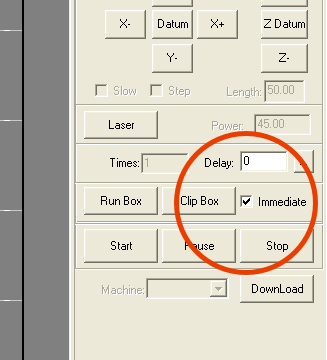 X- Datum X+ Z Datum
Y- Z-
Slow Step Length: 50.00
Laser Power: 45.00
Times: 1 Delay: 0
Run Box Clip Box Immediate
Start Pause Stop
Machine: DownLoad